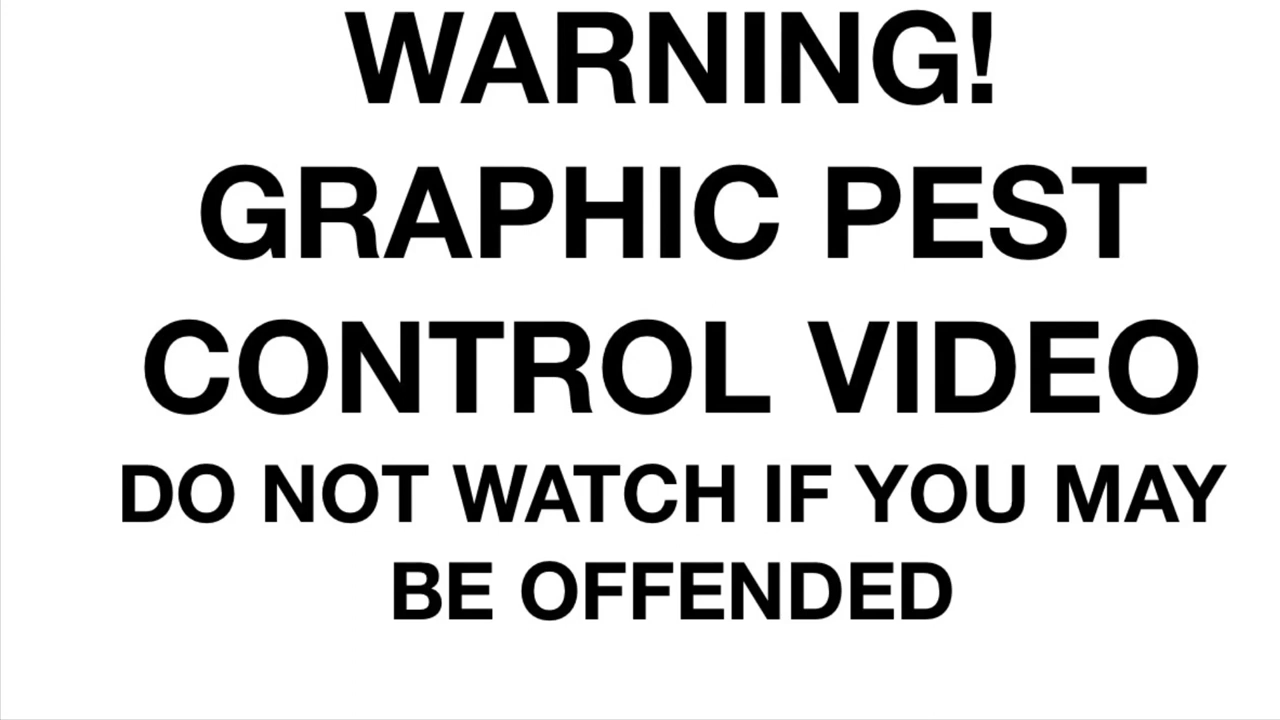 WARNING!
GRAPHIC PEST
CONTROL VIDEO
DO NOT WATCH IF YOU MAY
BE OFFENDED